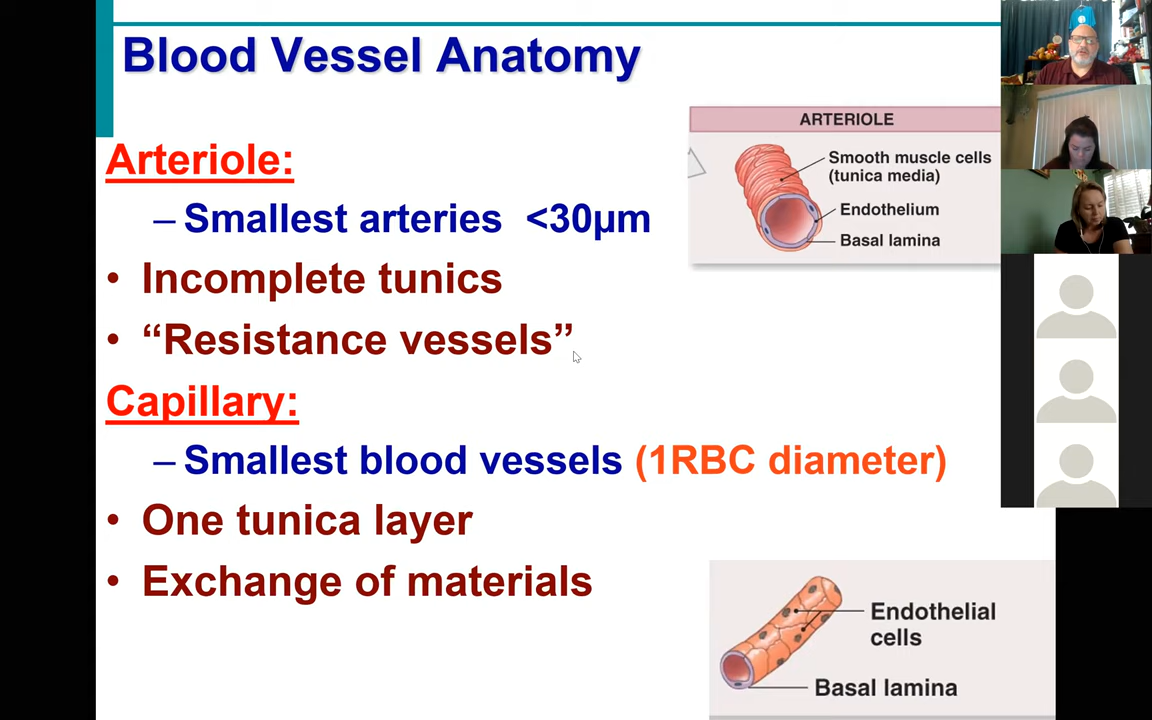 Blood Vessel Anatomy
Arteriole:
– Smallest arteries <30µm
• Incomplete tunics
• “Resistance vessels”
Capillary:
– Smallest blood vessels (1RBC diameter)
• One tunica layer
• Exchange of materials
ARTERIOLE
Smooth muscle cells
(tunica media)
Endothelium
Basal lamina
Endothelial
cells
Basal lamina